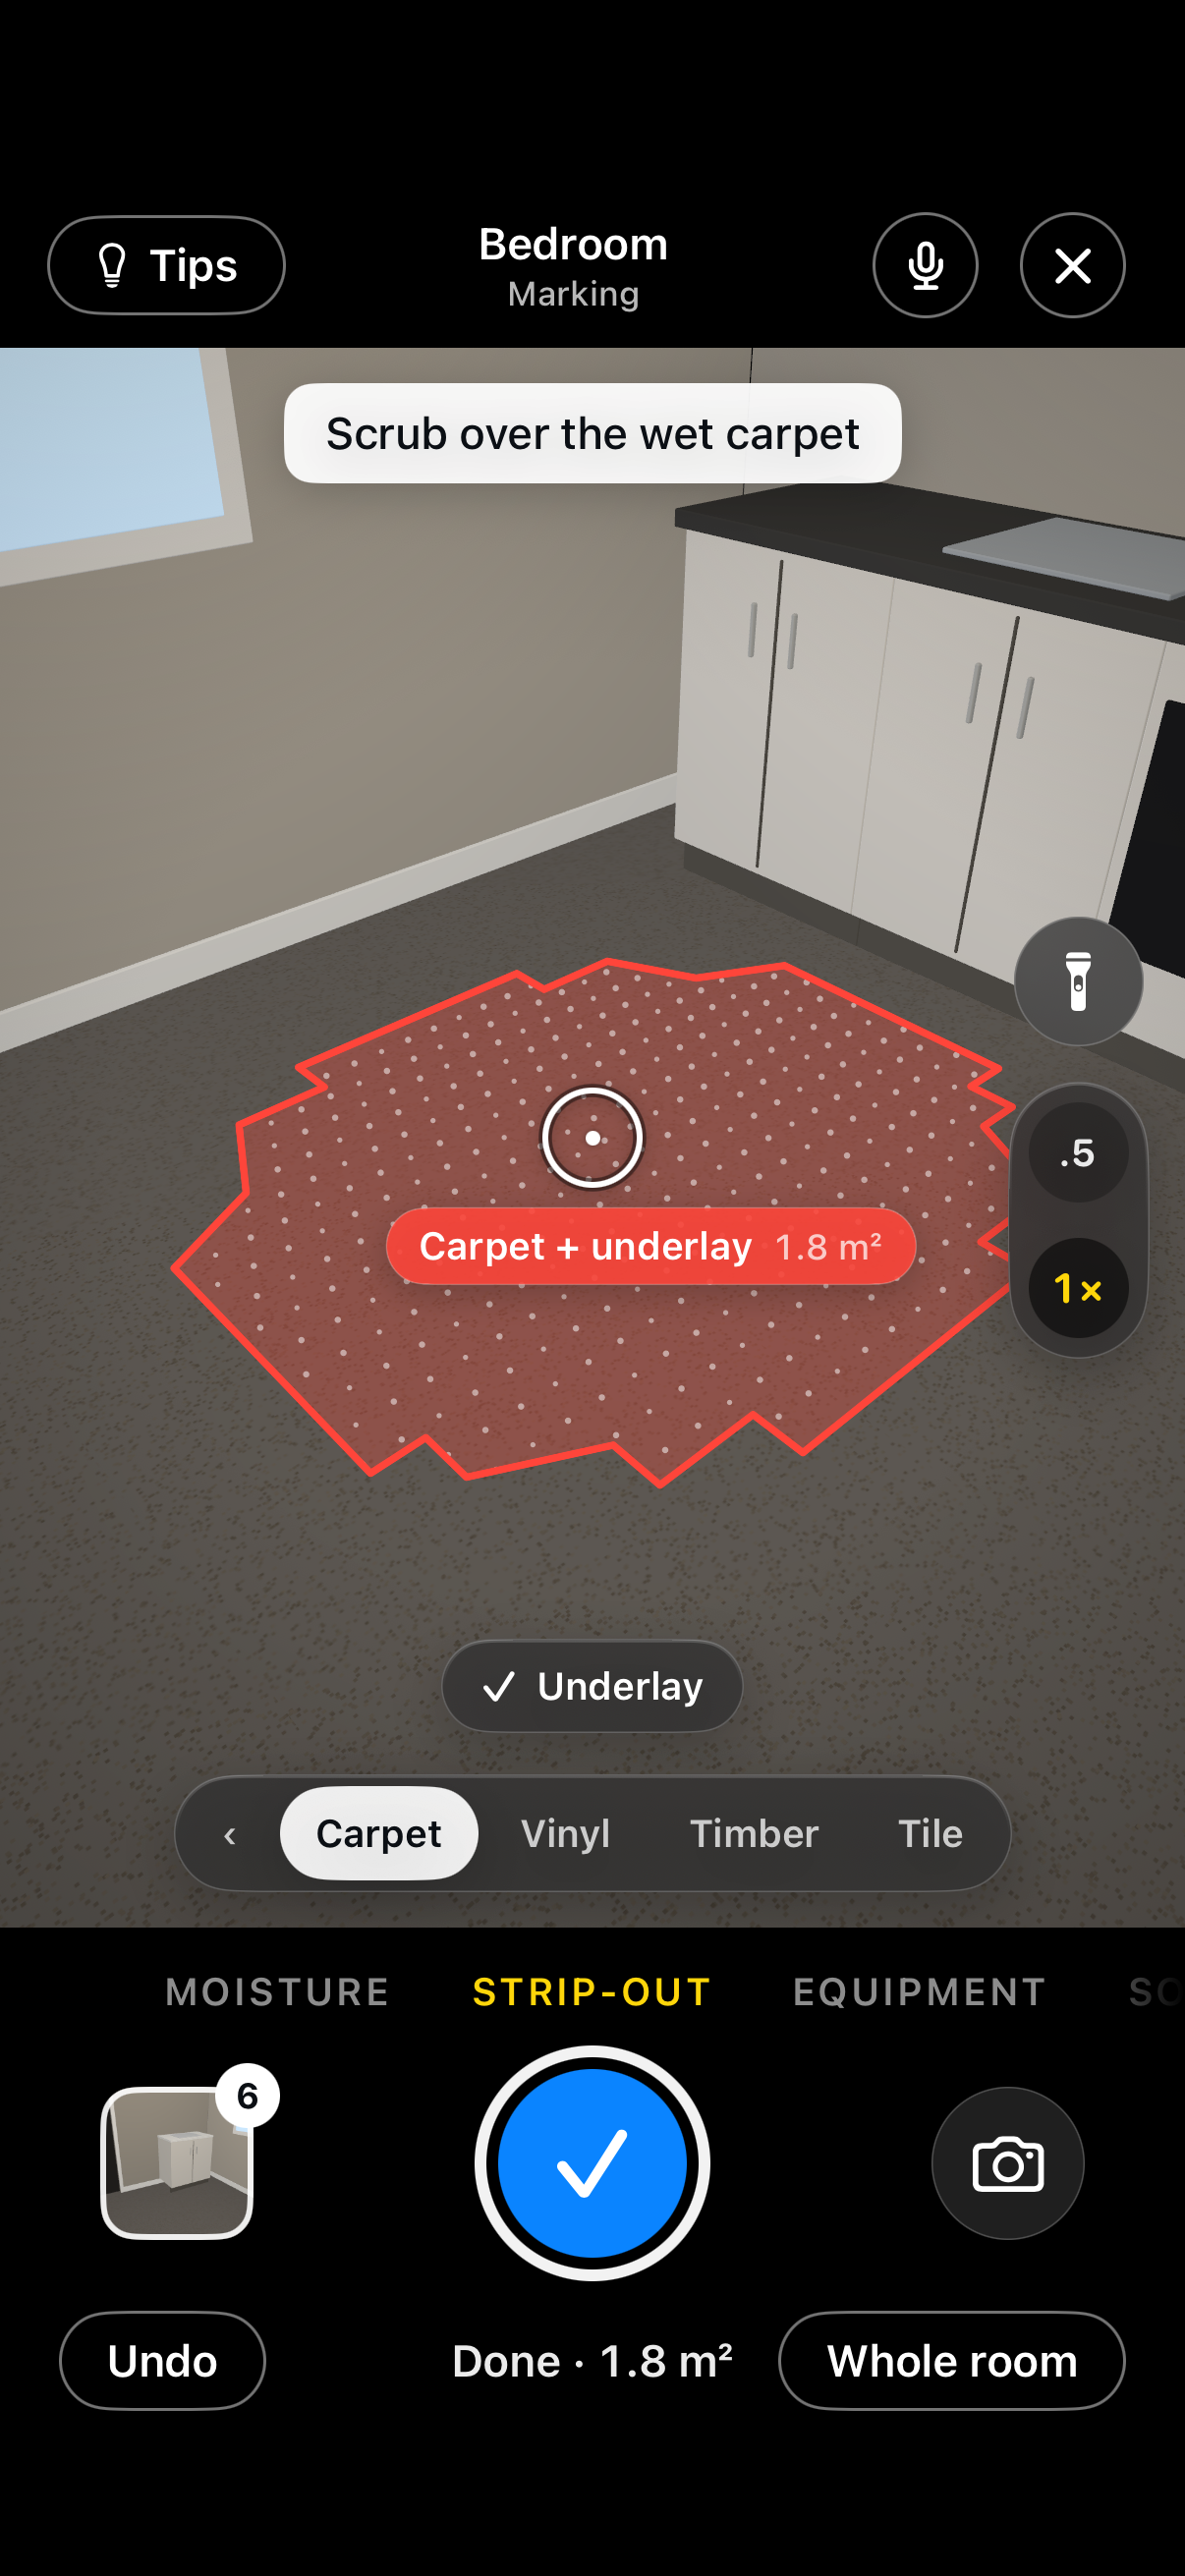 Tips
Bedroom
Marking
Scrub over the wet carpet
.5
Carpet + underlay 1.8 m²
1×
Underlay
‹ Carpet Vinyl Timber Tile
MOISTURE STRIP-OUT EQUIPMENT SO
6
Undo Done · 1.8 m² Whole room